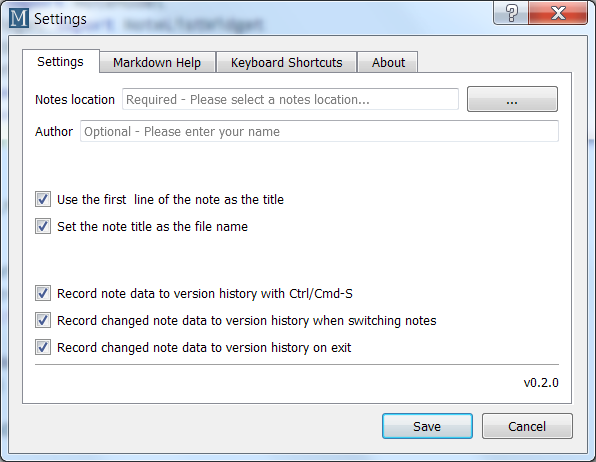 M Settings
Settings Markdown Help Keyboard Shortcuts About
Notes location Required - Please select a notes location... ...
Author Optional - Please enter your name
Use the first  line of the note as the title
Set the note title as the file name
Record note data to version history with Ctrl/Cmd-S
Record changed note data to version history when switching notes
Record changed note data to version history on exit
v0.2.0
Save Cancel